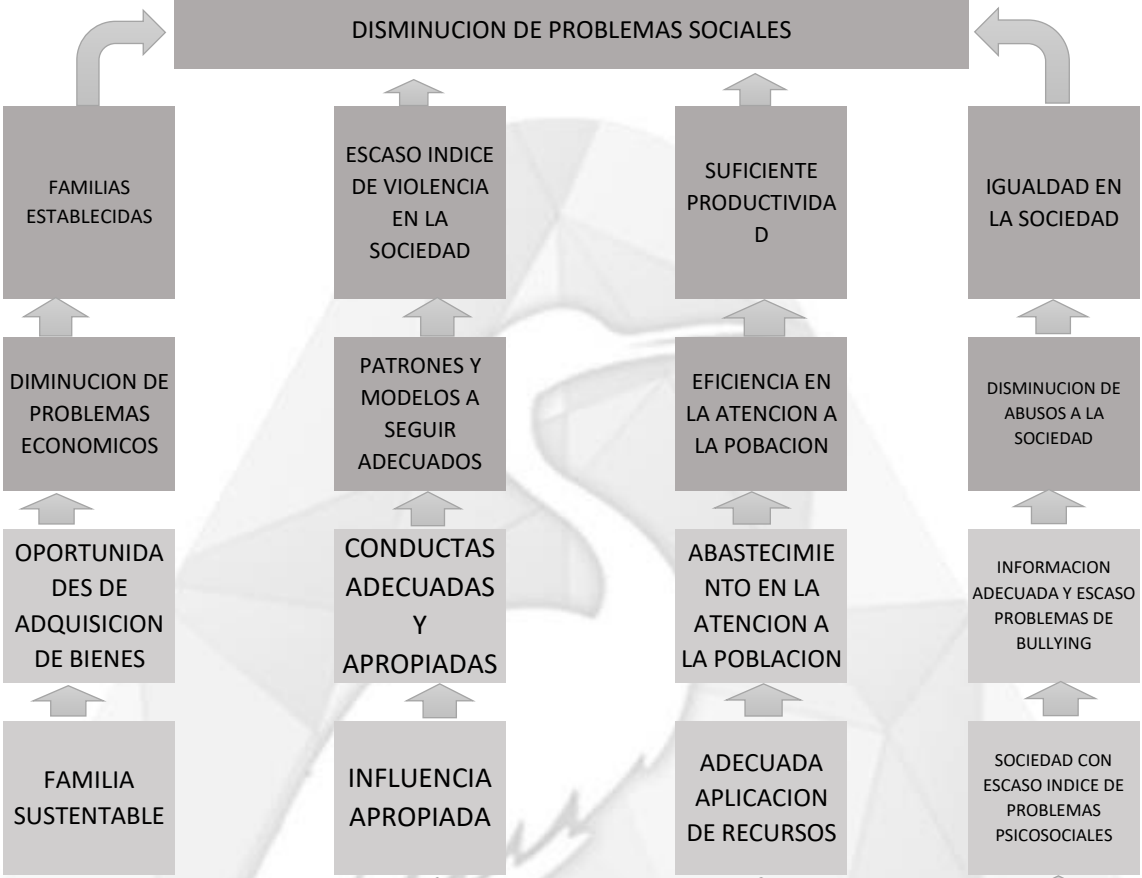 DISMINUCION DE PROBLEMAS SOCIALES
FAMILIAS
ESTABLECIDAS
ESCASO INDICE
DE VIOLENCIA
EN LA
SOCIEDAD
SUFICIENTE
PRODUCTIVIDA
D
IGUALDAD EN
LA SOCIEDAD
DIMINUCION DE
PROBLEMAS
ECONOMICOS
PATRONES Y
MODELOS A
SEGUIR
ADECUADOS
EFICIENCIA EN
LA ATENCION A
LA POBACION
DISMINUCION DE
ABUSOS A LA
SOCIEDAD
OPORTUNIDA
DES DE
ADQUISICION
DE BIENES
CONDUCTAS
ADECUADAS
Y
APROPIADAS
ABASTECIMIE
NTO EN LA
ATENCION A
LA POBLACION
INFORMACION
ADECUADA Y ESCASO
PROBLEMAS DE
BULLYING
FAMILIA
SUSTENTABLE
INFLUENCIA
APROPIADA
ADECUADA
APLICACION
DE RECURSOS
SOCIEDAD CON
ESCASO INDICE DE
PROBLEMAS
PSICOSOCIALES